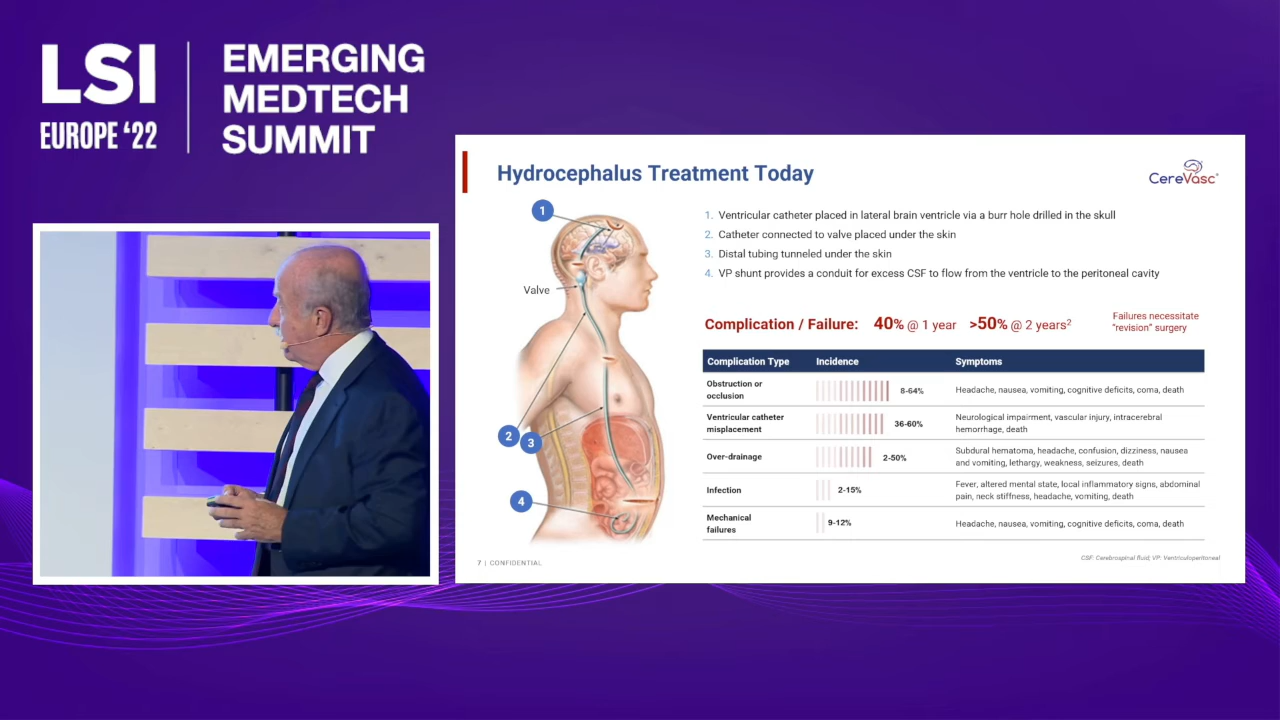 LSI
EUROPE ‘22
EMERGING
MEDTECH
SUMMIT
Hydrocephalus Treatment Today
CereVasc®
1
Valve
2
3
4
1. Ventricular catheter placed in lateral brain ventricle via a burr hole drilled in the skull
2. Catheter connected to valve placed under the skin
3. Distal tubing tunneled under the skin
4. VP shunt provides a conduit for excess CSF to flow from the ventricle to the peritoneal cavity
Complication / Failure: 40% @ 1 year >50% @ 2 years²
Failures necessitate
"revision" surgery
Complication Type Incidence Symptoms
Obstruction or
occlusion
8-64%
Headache, nausea, vomiting, cognitive deficits, coma, death
Ventricular catheter
misplacement
36-60%
Neurological impairment, vascular injury, intracerebral
hemorrhage, death
Over-drainage
2-50%
Subdural hematoma, headache, confusion, dizziness, nausea
and vomiting, lethargy, weakness, seizures, death
Infection
2-15%
Fever, altered mental state, local inflammatory signs, abdominal
pain, neck stiffness, headache, vomiting, death
Mechanical
failures
9-12%
Headache, nausea, vomiting, cognitive deficits, coma, death
7 | CONFIDENTIAL
CSF: Cerebrospinal fluid; VP: Ventriculoperitoneal